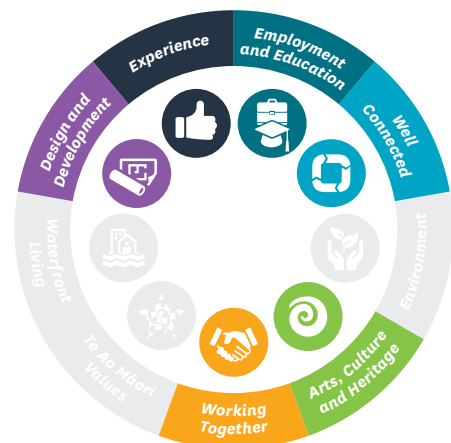 Experience
Employment
and Education
Well
Connected
Environment
Arts, Culture
and Heritage
Working
Together
Te Ao Māori
Values
Waterfront
Living
Design and
Development